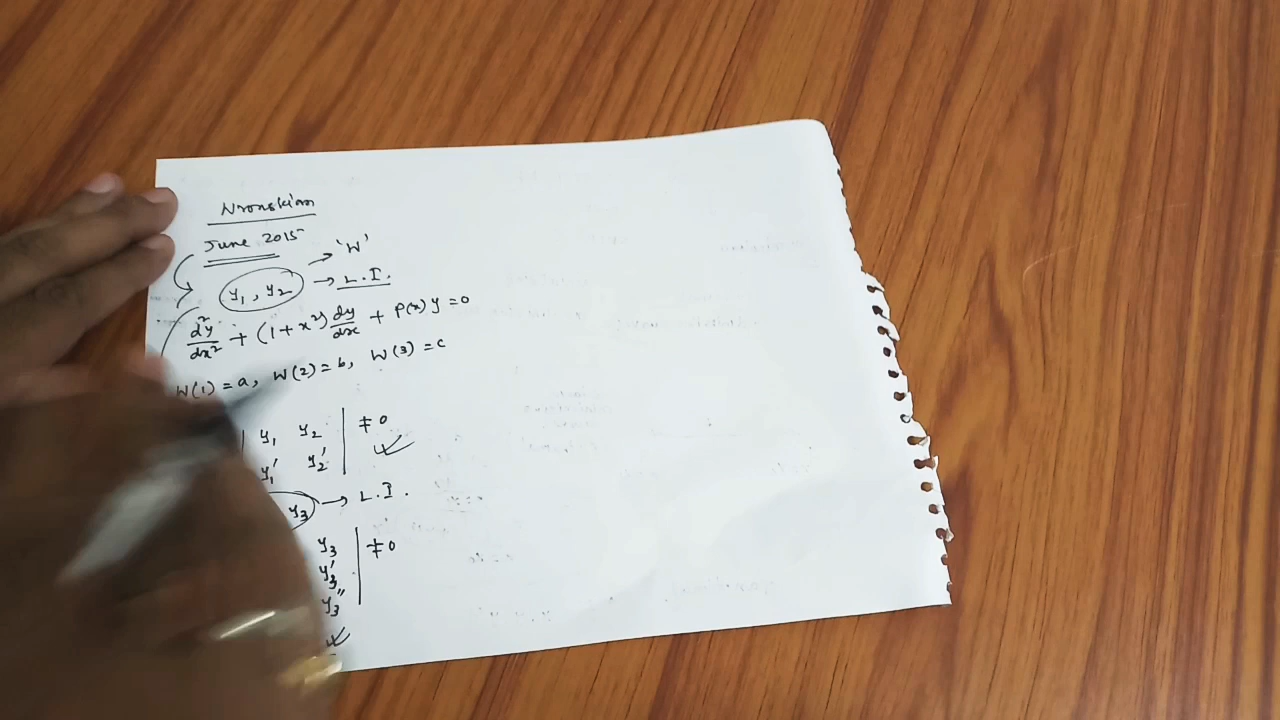 Wronskian
June 2015
→ 'W'
y₁, y₂ → L.I.
d²y/dx² + (1+x²) dy/dx + P(x) y = 0
W(1) = a, W(2) = b, W(3) = c
y₁ y₂ ≠ 0
y₁' y₂'
y₃ → L.I.
y₃ ≠ 0
y₃'
y₃''